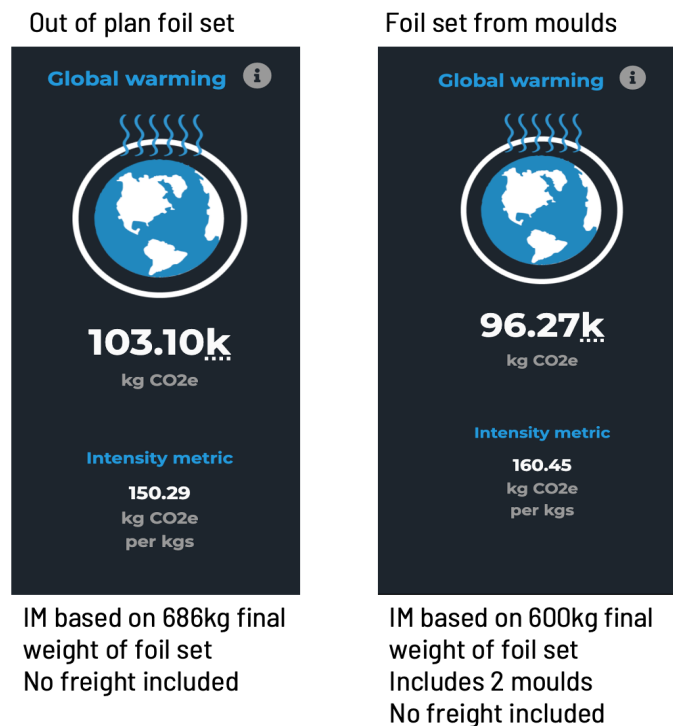 Out of plan foil set
Global warming i
103.10k
kg CO2e
Intensity metric
150.29
kg CO2e
per kgs
IM based on 686kg final
weight of foil set
No freight included
Foil set from moulds
Global warming i
96.27k
kg CO2e
Intensity metric
160.45
kg CO2e
per kgs
IM based on 600kg final
weight of foil set
Includes 2 moulds
No freight included